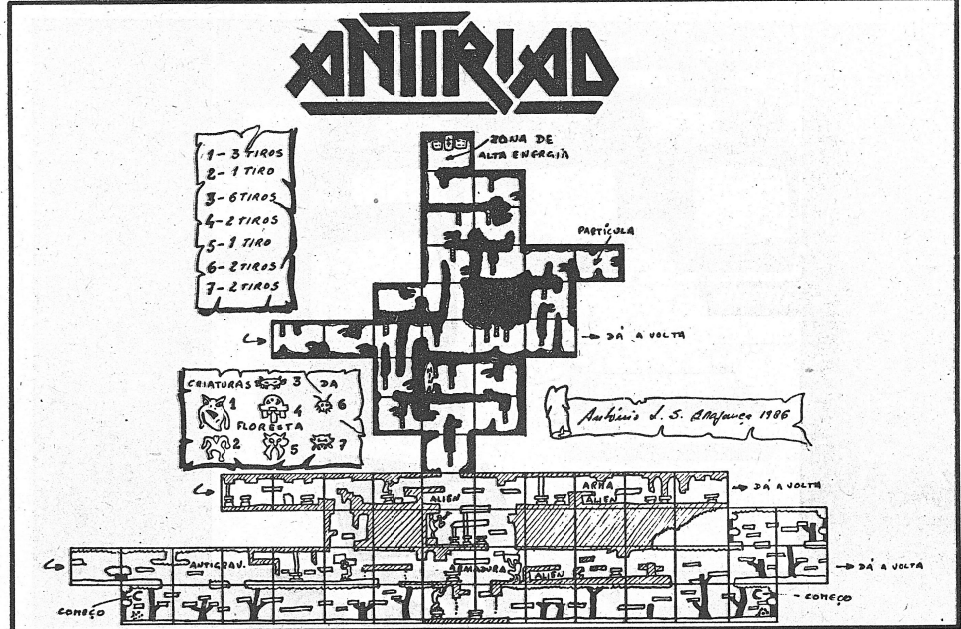 ANTIRIAD
ZONA DE
ALTA ENERGIA
1 - 3 TIROS
2 - 1 TIRO
3 - 6 TIROS
4 - 2 TIROS
5 - 1 TIRO
6 - 2 TIROS
7 - 2 TIROS
PARTÍCULA
DÁ A VOLTA
CRIATURAS 3 DA
1 4 6
FLORESTA
2 5 7
António L. S. Bragança 1986
ARMA
ALIEN
ALIEN
DÁ A VOLTA
ANTIGRAV.
ARMADURA
ALIEN
DÁ A VOLTA
COMEÇO
C
C
- COMEÇO